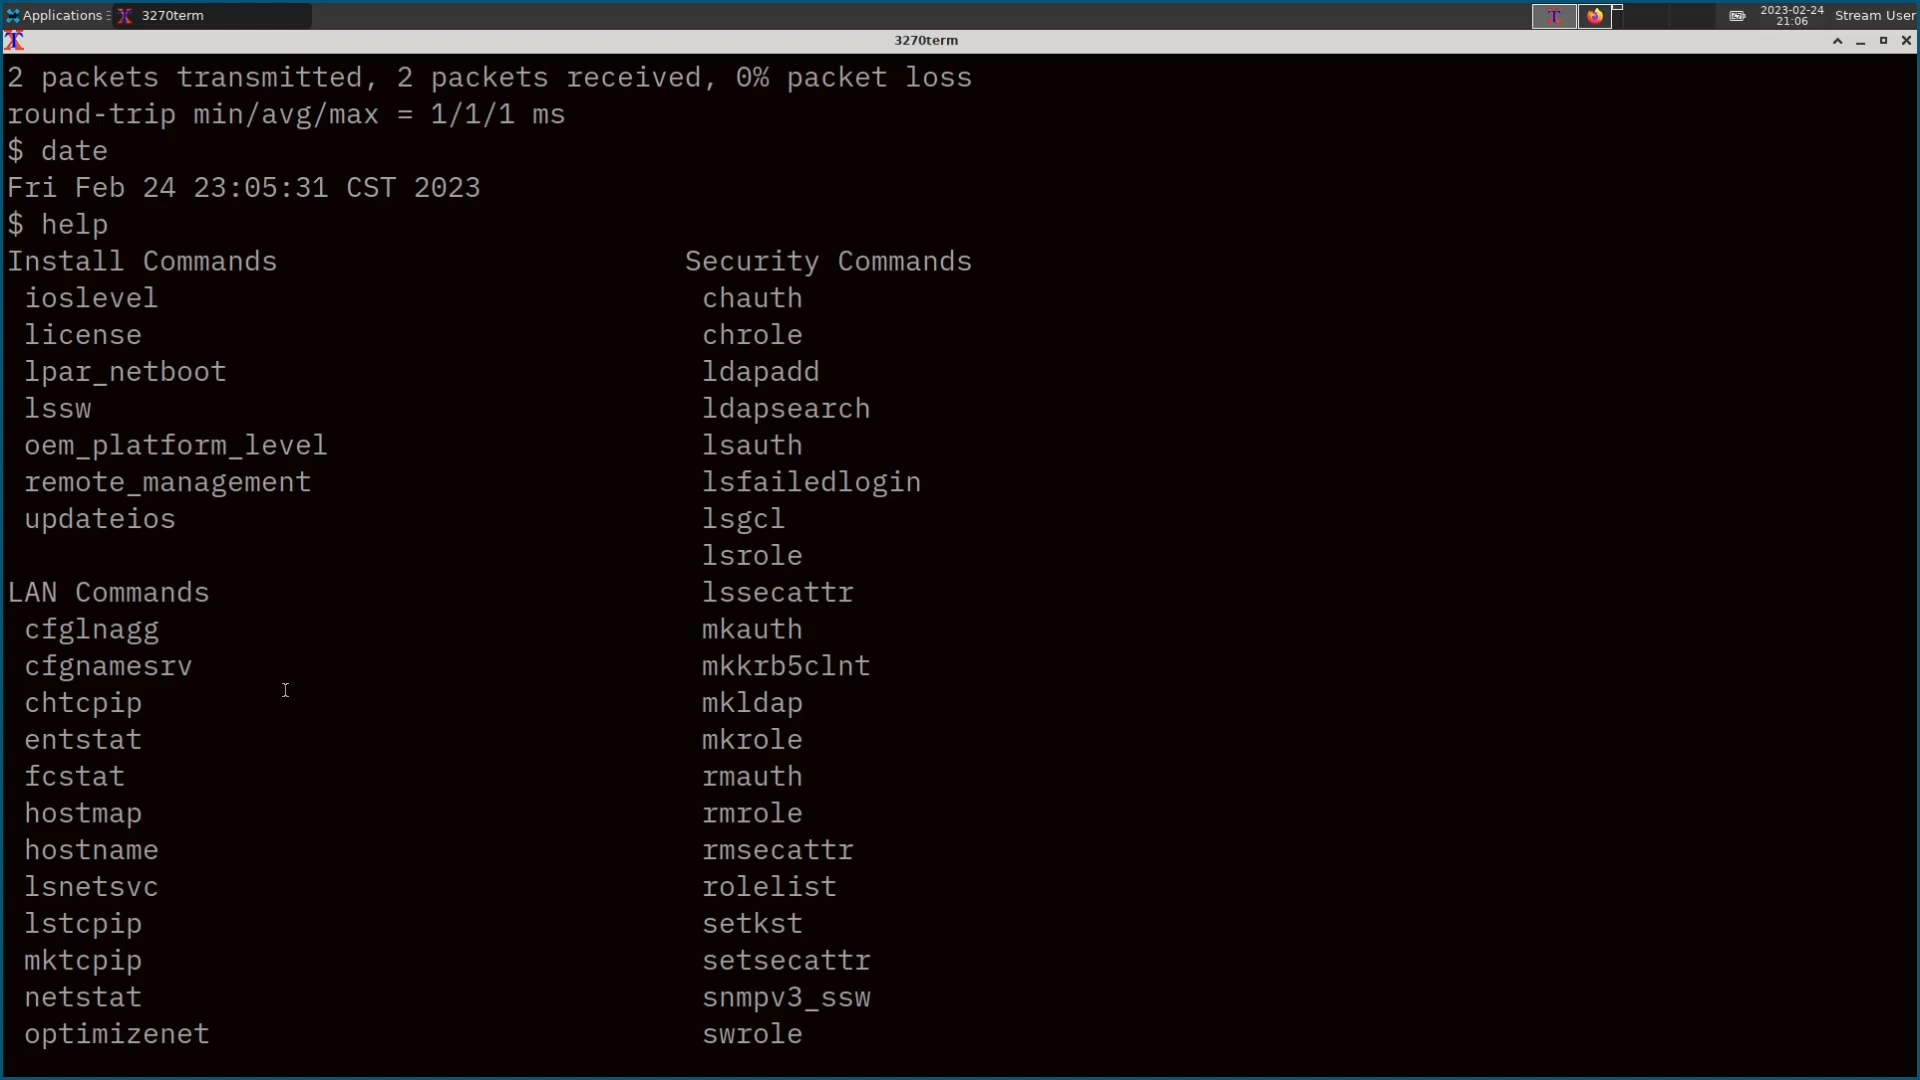 Applications 3270term 2023-02-24 Stream User
21:06
3270term
2 packets transmitted, 2 packets received, 0% packet loss
round-trip min/avg/max = 1/1/1 ms
$ date
Fri Feb 24 23:05:31 CST 2023
$ help
Install Commands Security Commands
ioslevel chauth
license chrole
lpar_netboot ldapadd
lssw ldapsearch
oem_platform_level lsauth
remote_management lsfailedlogin
updateios lsgcl
lsrole
LAN Commands lssecattr
cfglnagg mkauth
cfgnamesrv mkkrb5clnt
chtcpip mkldap
entstat mkrole
fcstat rmauth
hostmap rmrole
hostname rmsecattr
lsnetsvc rolelist
lstcpip setkst
mktcpip setsecattr
netstat snmpv3_ssw
optimizenet swrole